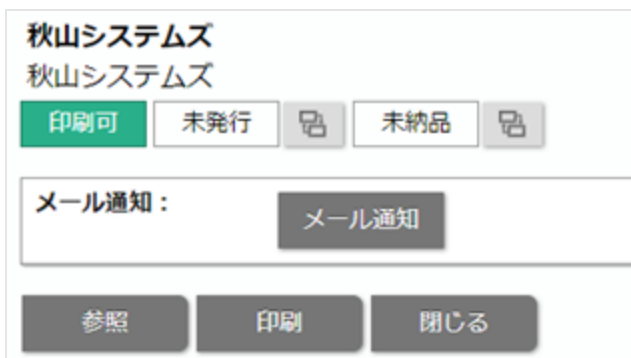 秋山システムズ
秋山システムズ
印刷可 未発行 未納品
メール通知： メール通知
参照 印刷 閉じる